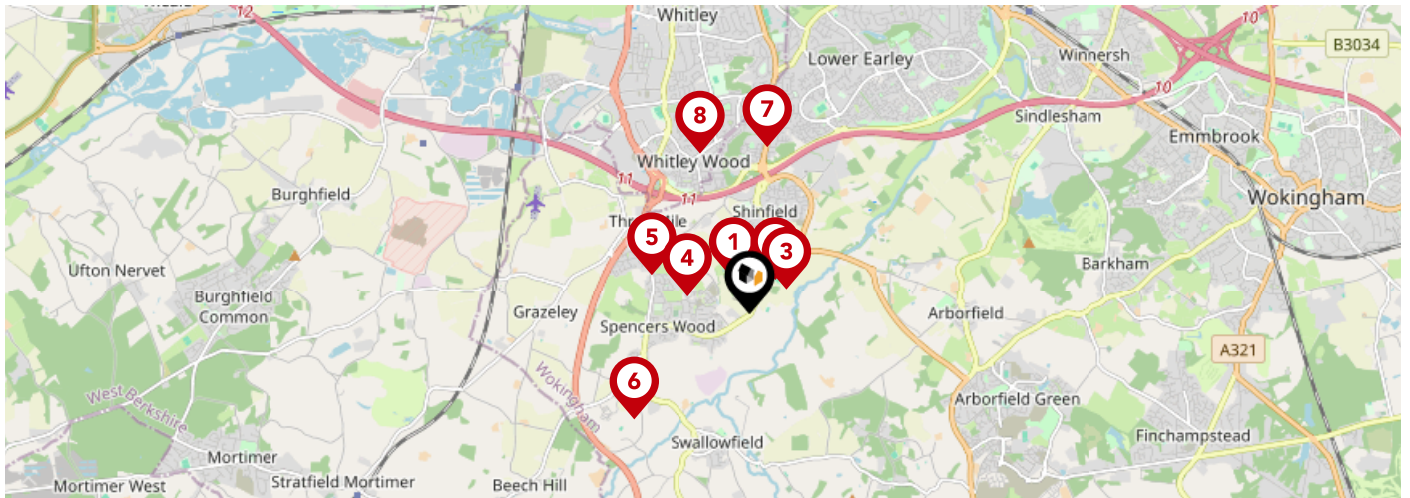 12
Whitley
10
B3034
Lower Earley
Winnersh
10
8
7
Sindlesham
Emmbrook
Whitley Wood
11
11
Burghfield
Wokingham
Shinfield
5
1
3
4
Ufton Nervet
Barkham
Burghfield
Common
Grazeley
Arborfield
Spencers Wood
A321
Wokingham
6
West Berkshire
Arborfield Green
Swallowfield
Finchampstead
Mortimer
Mortimer West
Stratfield Mortimer
Beech Hill